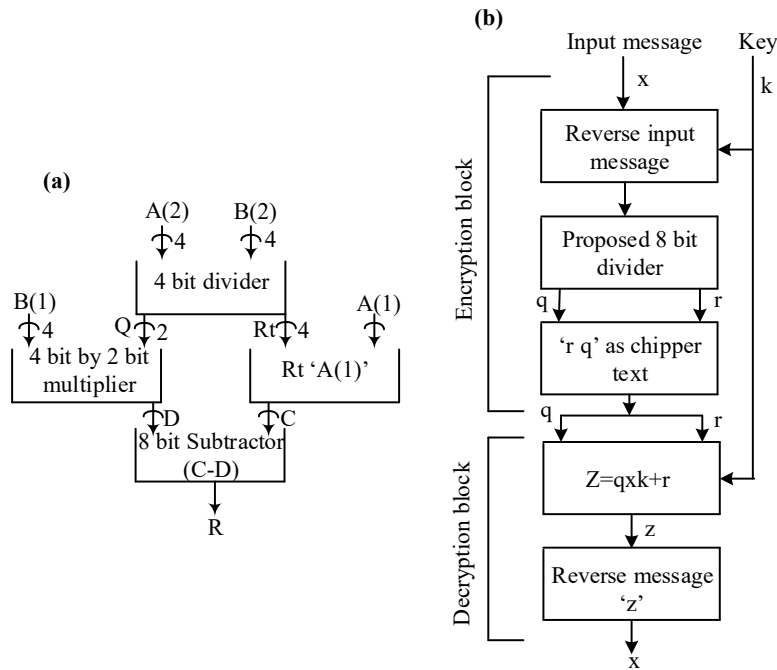 (a)
A(2)
B(2)
4
4
4 bit divider
B(1)
A(1)
4
Q
2
Rt
4
4 bit by 2 bit
multiplier
Rt ‘A(1)’
D
C
8 bit Subtractor
(C-D)
R
(b)
Input message
Key
x
k
Encryption block
Reverse input
message
Proposed 8 bit
divider
q
r
‘r q’ as chipper
text
q
r
Decryption block
Z=qxk+r
z
Reverse message
‘z’
x